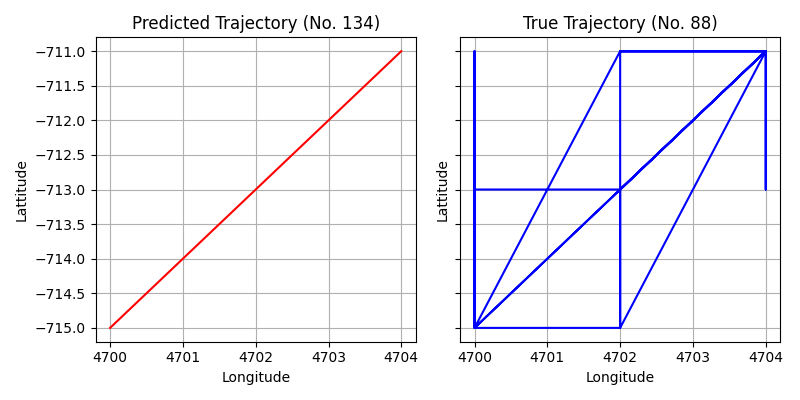 Predicted Trajectory (No. 134)
True Trajectory (No. 88)
Lattitude
−711.0
−711.5
−712.0
−712.5
−713.0
−713.5
−714.0
−714.5
−715.0
4700 4701 4702 4703 4704
Longitude
Lattitude
4700 4701 4702 4703 4704
Longitude